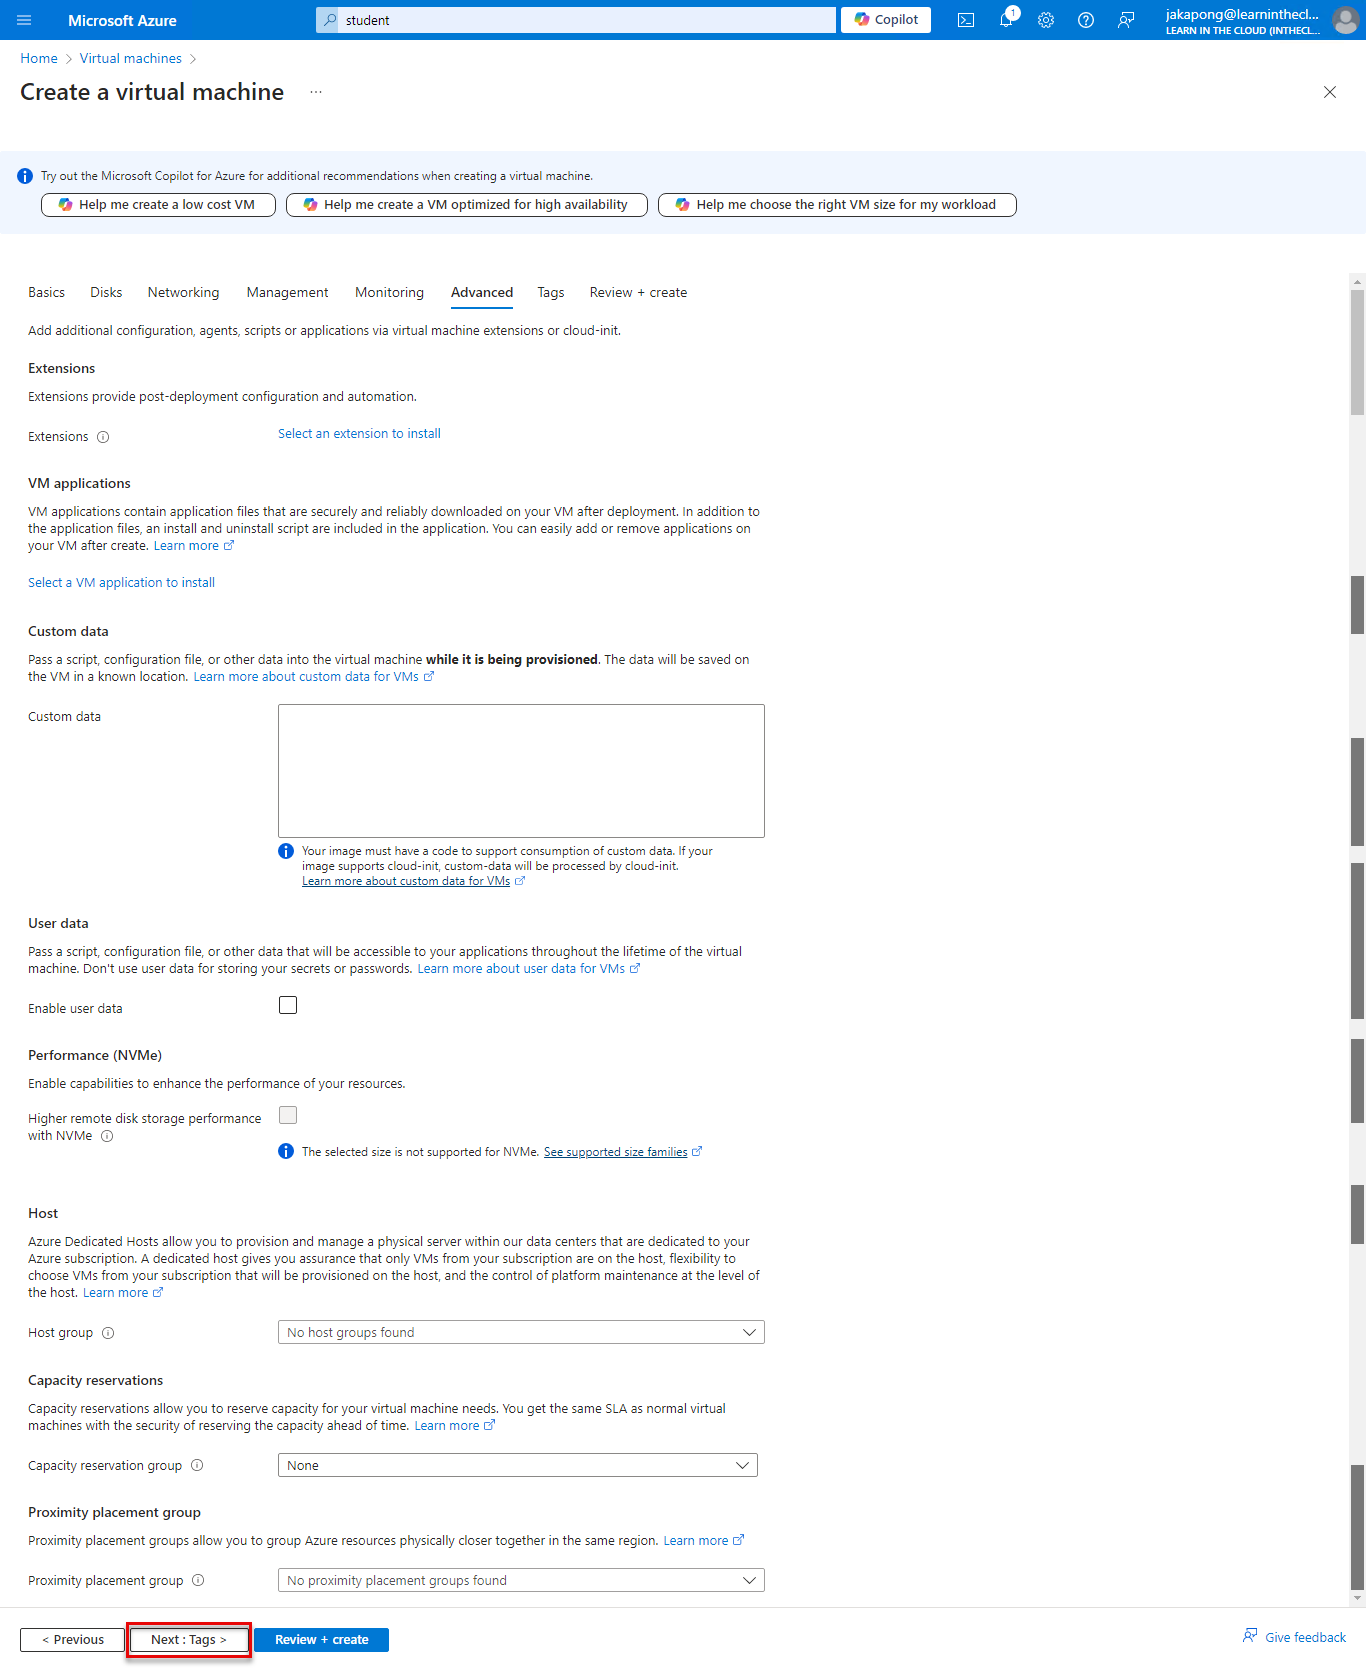 Microsoft Azure
student
Copilot
1
jakapong@learninthecl...
LEARN IN THE CLOUD (INTHECL...
Home > Virtual machines >
Create a virtual machine ...
Try out the Microsoft Copilot for Azure for additional recommendations when creating a virtual machine.
Help me create a low cost VM
Help me create a VM optimized for high availability
Help me choose the right VM size for my workload
Basics Disks Networking Management Monitoring Advanced Tags Review + create
Add additional configuration, agents, scripts or applications via virtual machine extensions or cloud-init.
Extensions
Extensions provide post-deployment configuration and automation.
Extensions
Select an extension to install
VM applications
VM applications contain application files that are securely and reliably downloaded on your VM after deployment. In addition to
the application files, an install and uninstall script are included in the application. You can easily add or remove applications on
your VM after create. Learn more
Select a VM application to install
Custom data
Pass a script, configuration file, or other data into the virtual machine while it is being provisioned. The data will be saved on
the VM in a known location. Learn more about custom data for VMs
Custom data
Your image must have a code to support consumption of custom data. If your
image supports cloud-init, custom-data will be processed by cloud-init.
Learn more about custom data for VMs
User data
Pass a script, configuration file, or other data that will be accessible to your applications throughout the lifetime of the virtual
machine. Don't use user data for storing your secrets or passwords. Learn more about user data for VMs
Enable user data
Performance (NVMe)
Enable capabilities to enhance the performance of your resources.
Higher remote disk storage performance
with NVMe
The selected size is not supported for NVMe. See supported size families
Host
Azure Dedicated Hosts allow you to provision and manage a physical server within our data centers that are dedicated to your
Azure subscription. A dedicated host gives you assurance that only VMs from your subscription are on the host, flexibility to
choose VMs from your subscription that will be provisioned on the host, and the control of platform maintenance at the level of
the host. Learn more
Host group
No host groups found
Capacity reservations
Capacity reservations allow you to reserve capacity for your virtual machine needs. You get the same SLA as normal virtual
machines with the security of reserving the capacity ahead of time. Learn more
Capacity reservation group
None
Proximity placement group
Proximity placement groups allow you to group Azure resources physically closer together in the same region. Learn more
Proximity placement group
No proximity placement groups found
< Previous
Next : Tags >
Review + create
Give feedback